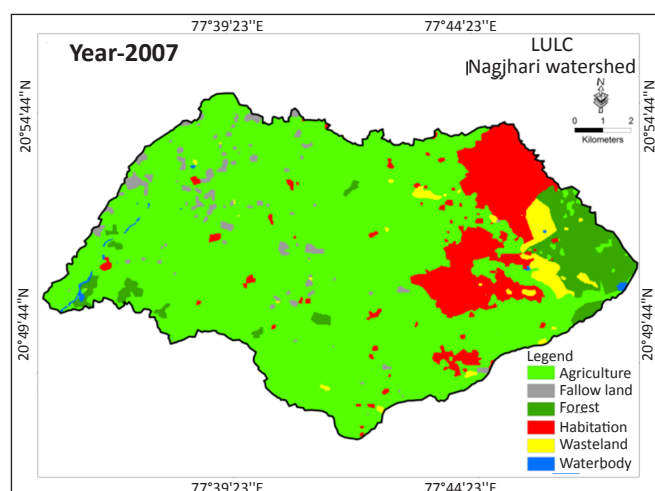 77°39'23''E 77°44'23''E
Year-2007
LULC
Nagjhari watershed
N
0 1 2
Kilometers
20°54'44''N 20°54'44''N
20°49'44''N 20°49'44''N
Legend
Agriculture
Fallow land
Forest
Habitation
Wasteland
Waterbody
77°39'23''E 77°44'23''E